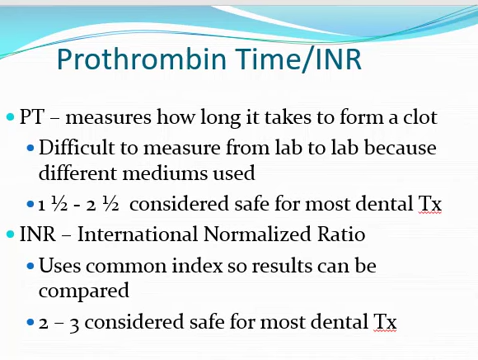 Prothrombin Time/INR
PT – measures how long it takes to form a clot
Difficult to measure from lab to lab because
different mediums used
1 ½ - 2 ½  considered safe for most dental Tx
INR – International Normalized Ratio
Uses common index so results can be
compared
2 – 3 considered safe for most dental Tx